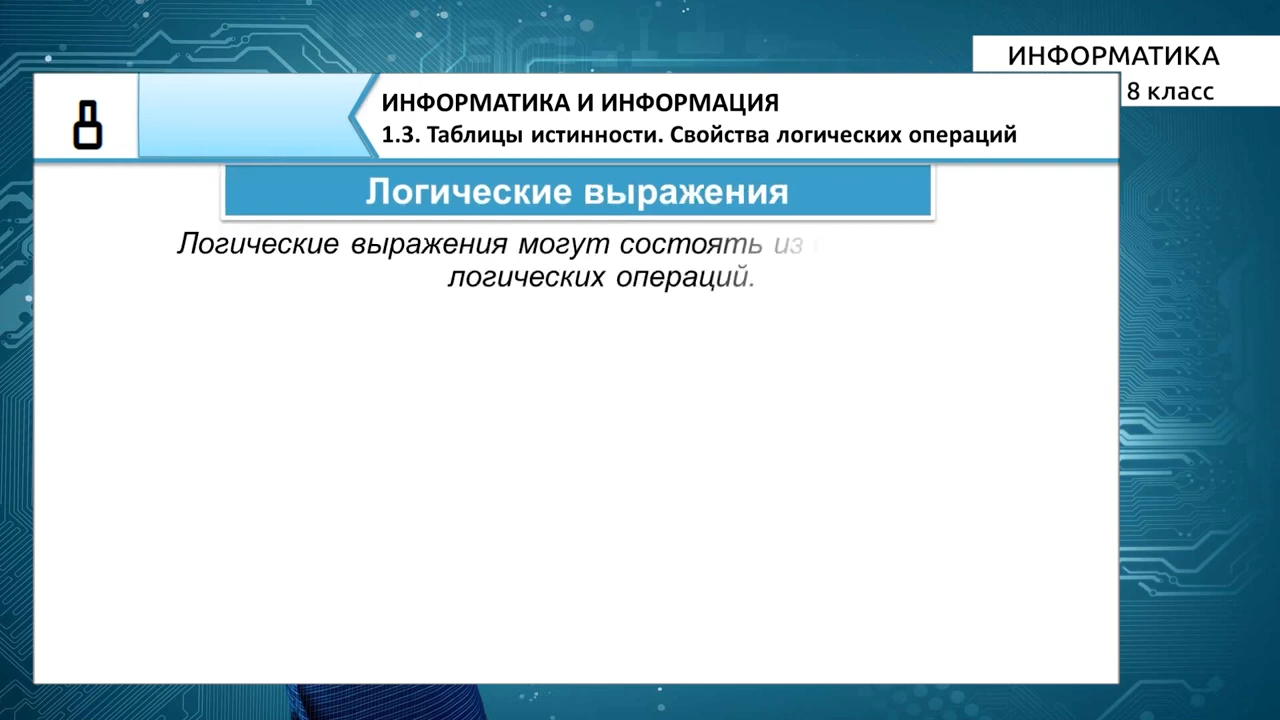 ИНФОРМАТИКА
8 класс
8
ИНФОРМАТИКА И ИНФОРМАЦИЯ
1.3. Таблицы истинности. Свойства логических операций
Логические выражения
Логические выражения могут состоять из
логических операций.